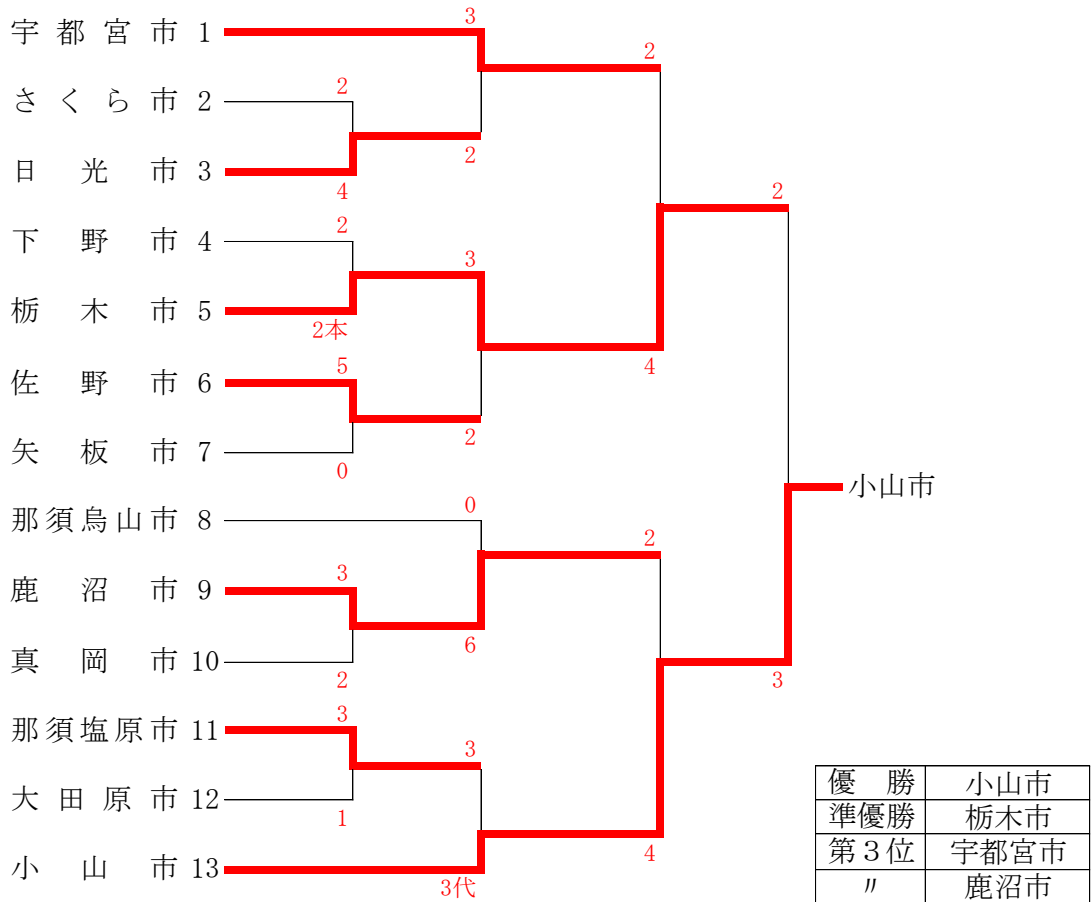 3
宇都宮市 1
2
2
さくら市 2
2
2
日光市 3
4
2
2
下野市 4
3
栃木市 5
2本
5
4
佐野市 6
2
矢板市 7
0
小山市
0
那須烏山市 8
2
3
鹿沼市 9
6
真岡市 10
2
3
3
那須塩原市 11
3
大田原市 12
1
優勝 小山市
準優勝 栃木市
4
第３位 宇都宮市
小山市 13
3代
〃 鹿沼市